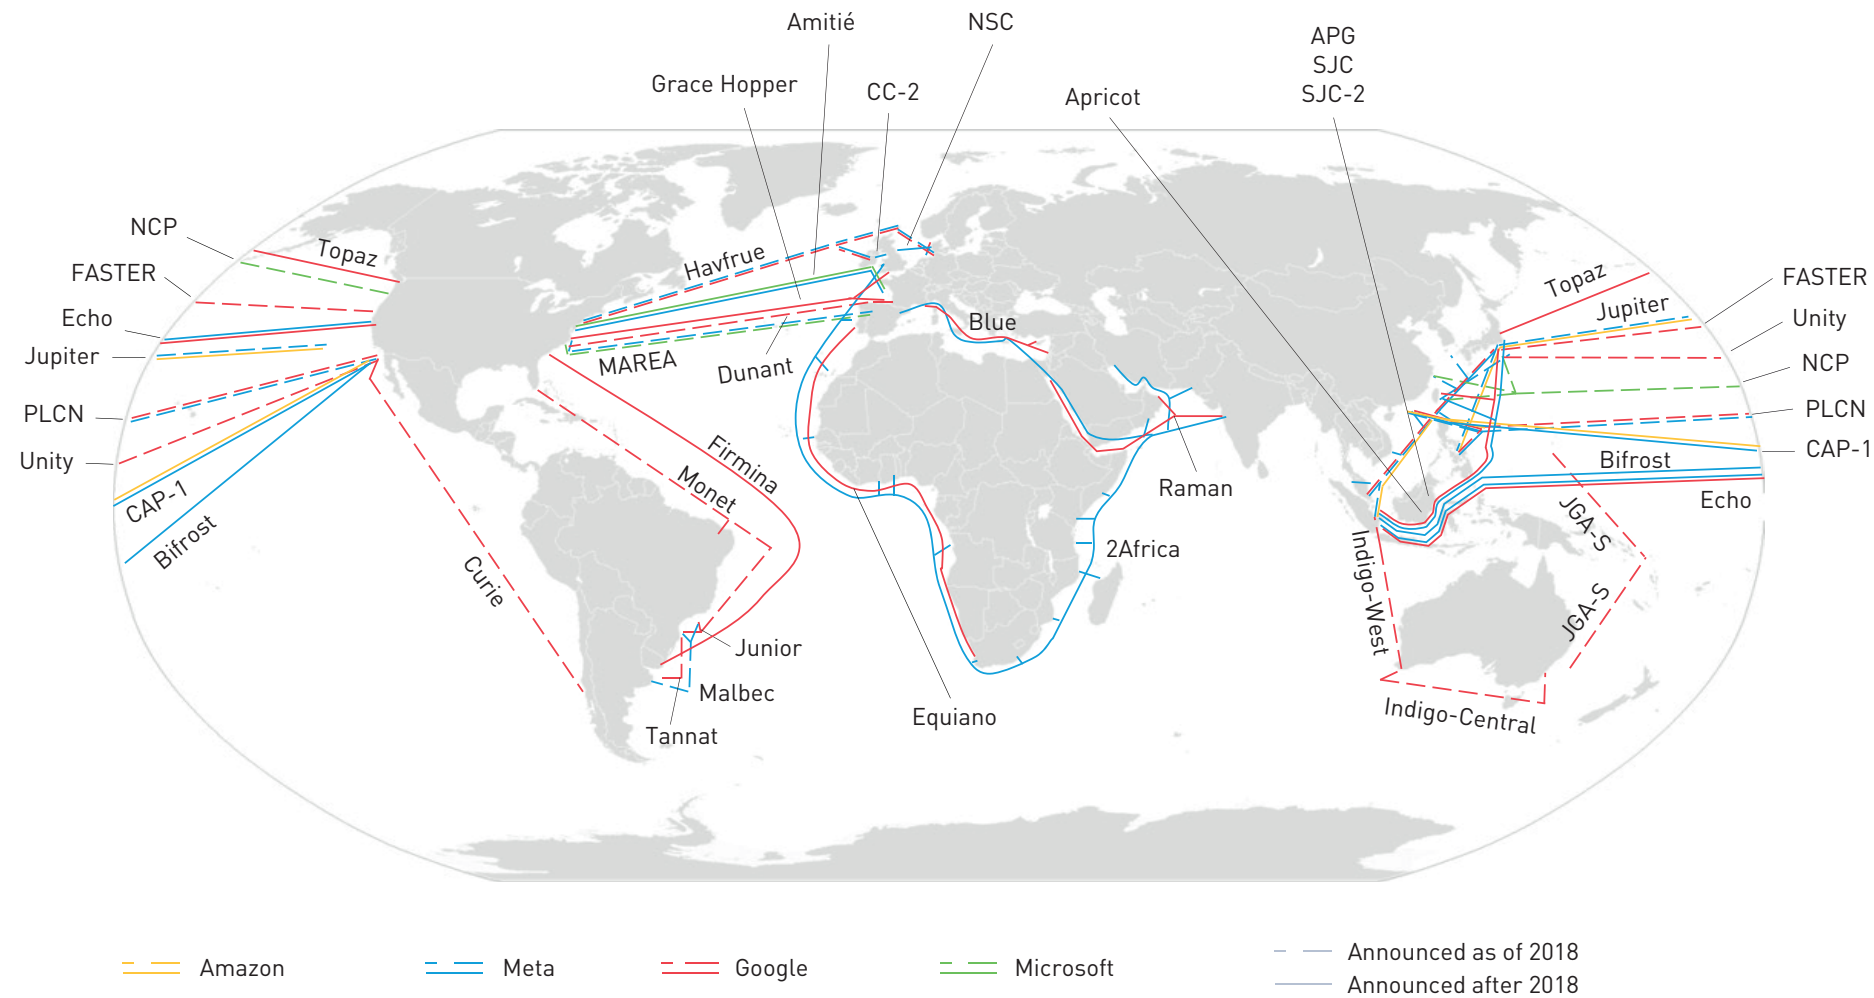 Amitié
NSC
APG
SJC
SJC-2
Grace Hopper
CC-2
Apricot
NCP
Topaz
FASTER
Echo
Jupiter
PLCN
Unity
CAP-1
Bifrost
Havfrue
MAREA
Dunant
Blue
Firmina
Monet
Curie
Junior
Malbec
Tannat
Equiano
2Africa
Raman
Topaz
Jupiter
FASTER
Unity
NCP
PLCN
CAP-1
Bifrost
Echo
JGA-S
JGA-S
Indigo-West
Indigo-Central
Amazon
Meta
Google
Microsoft
Announced as of 2018
Announced after 2018